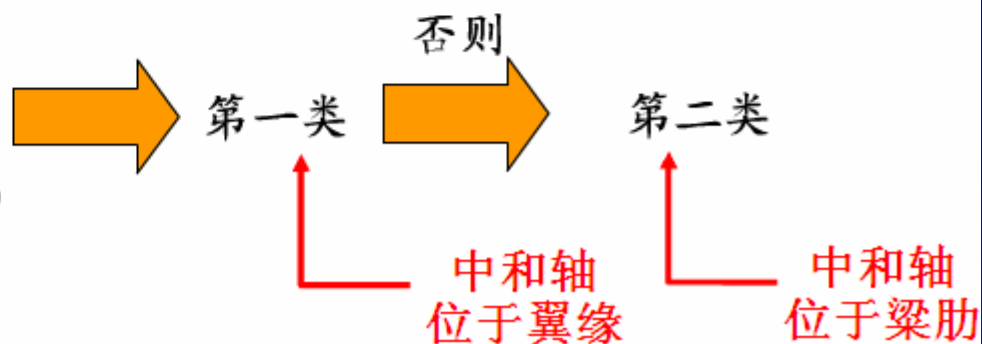 否则
第一类
第二类
中和轴
位于翼缘
中和轴
位于梁肋